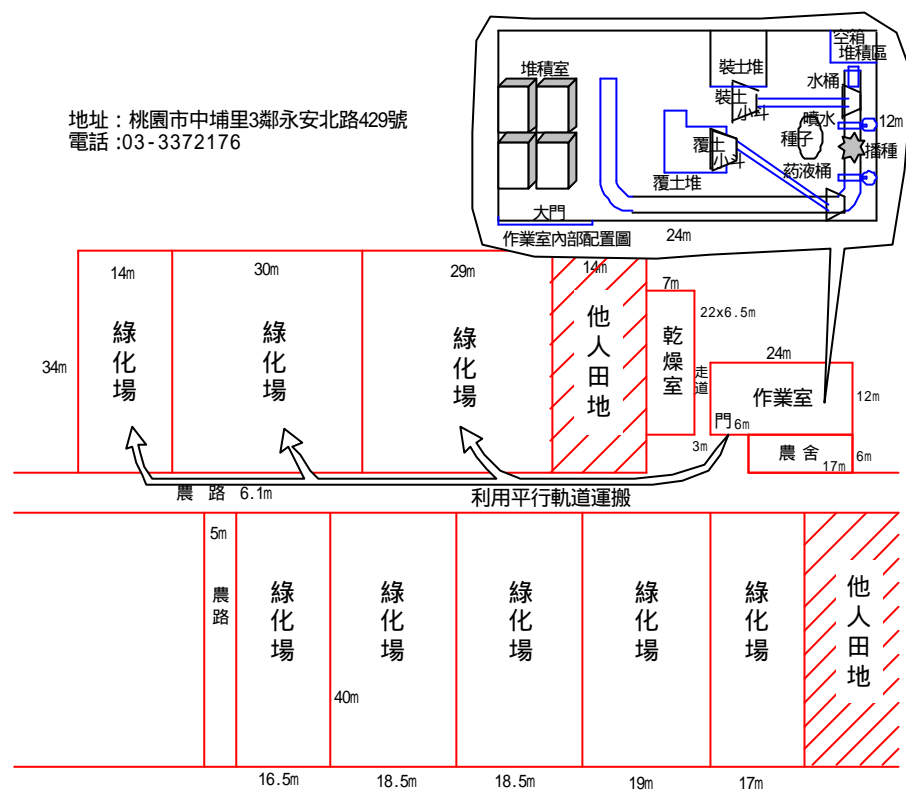 地址：桃園市中埔里3鄰永安北路429號
電話:03-3372176
空箱
堆積區
堆積室
裝土堆
水桶
裝土
小斗
噴水
12m
種子
播種
覆土
小斗
药液桶
覆土堆
大門
作業室內部配置圖
24m
14m
30m
29m
14m
7m
22x6.5m
34m
綠化場
綠化場
綠化場
他人田地
乾燥室
走道
24m
作業室
12m
門 6m
3m
農舍
17m
6m
農路 6.1m
利用平行軌道運搬
5m
農路
綠化場
綠化場
綠化場
綠化場
綠化場
他人田地
40m
16.5m
18.5m
18.5m
19m
17m